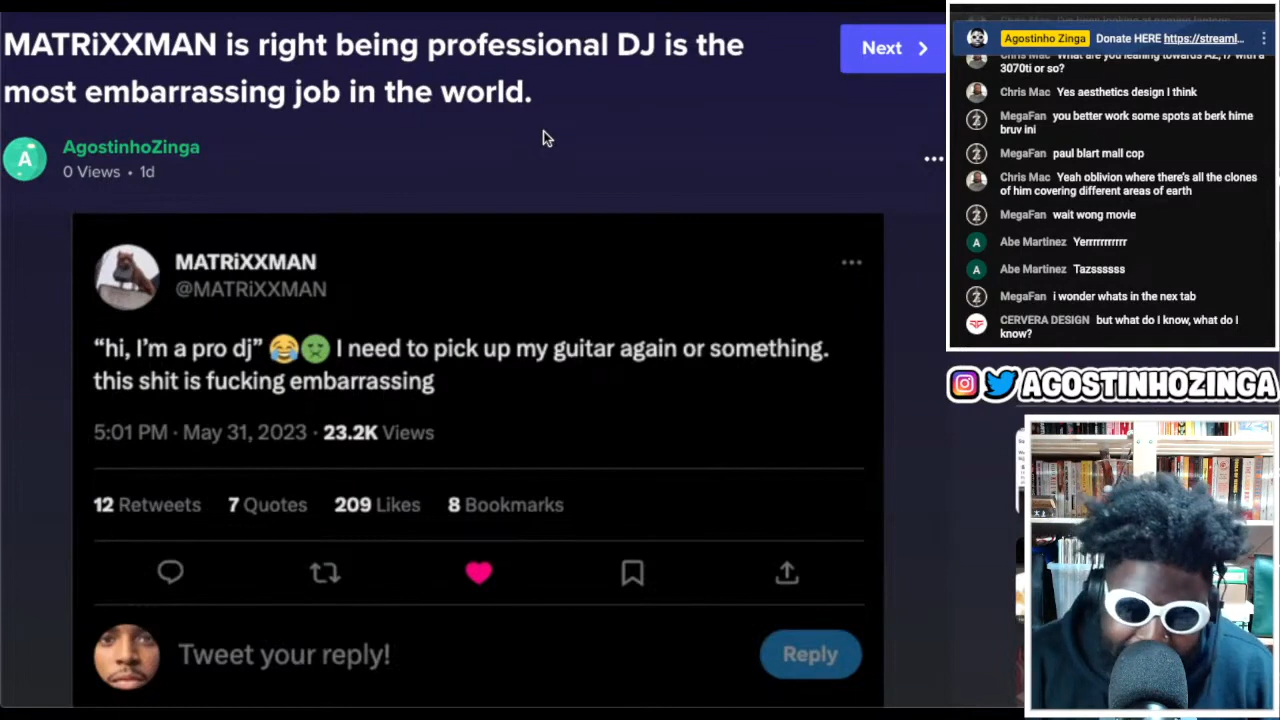 MATRiXXMAN is right being professional DJ is the
most embarrassing job in the world.
Next
A
AgostinhoZinga
0 Views • 1d
MATRiXXMAN
@MATRiXXMAN
“hi, I’m a pro dj” 😂🤢 I need to pick up my guitar again or something.
this shit is fucking embarrassing
5:01 PM · May 31, 2023 · 23.2K Views
12 Retweets 7 Quotes 209 Likes 8 Bookmarks
Tweet your reply!
Reply
Agostinho Zinga Donate HERE https://streaml...
3070ti or so?
Chris Mac Yes aesthetics design I think
MegaFan you better work some spots at berk hime
bruv ini
MegaFan paul blart mall cop
Chris Mac Yeah oblivion where there's all the clones
of him covering different areas of earth
MegaFan wait wong movie
A Abe Martinez Yerrrrrrrrrr
A Abe Martinez Tazsssss
MegaFan i wonder whats in the nex tab
CERVERA DESIGN but what do I know, what do I
know?
AGOSTINHOZINGA